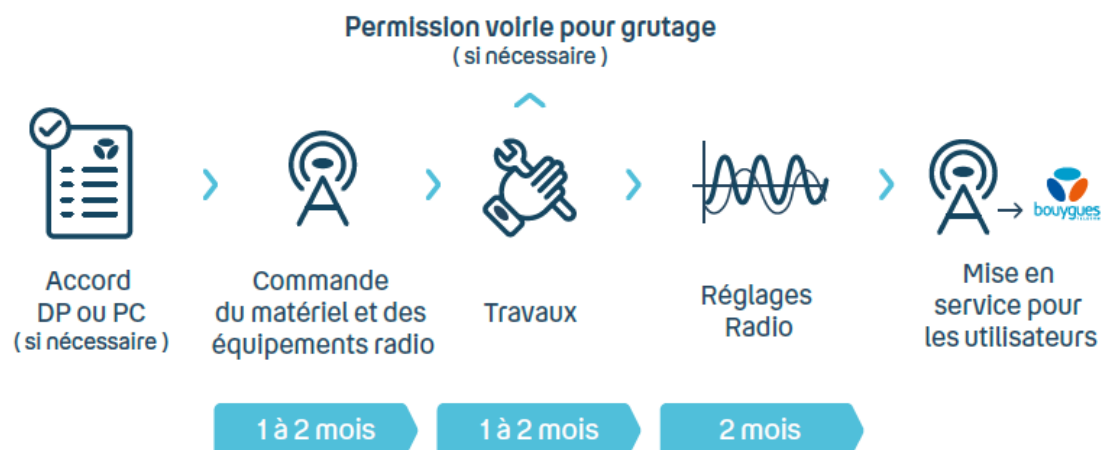 Permission voirie pour grutage
( si nécessaire )
Accord
DP ou PC
( si nécessaire )
Commande
du matériel et des
équipements radio
Travaux
Réglages
Radio
bouygues
TELECOM
Mise en
service pour
les utilisateurs
1 à 2 mois
1 à 2 mois
2 mois